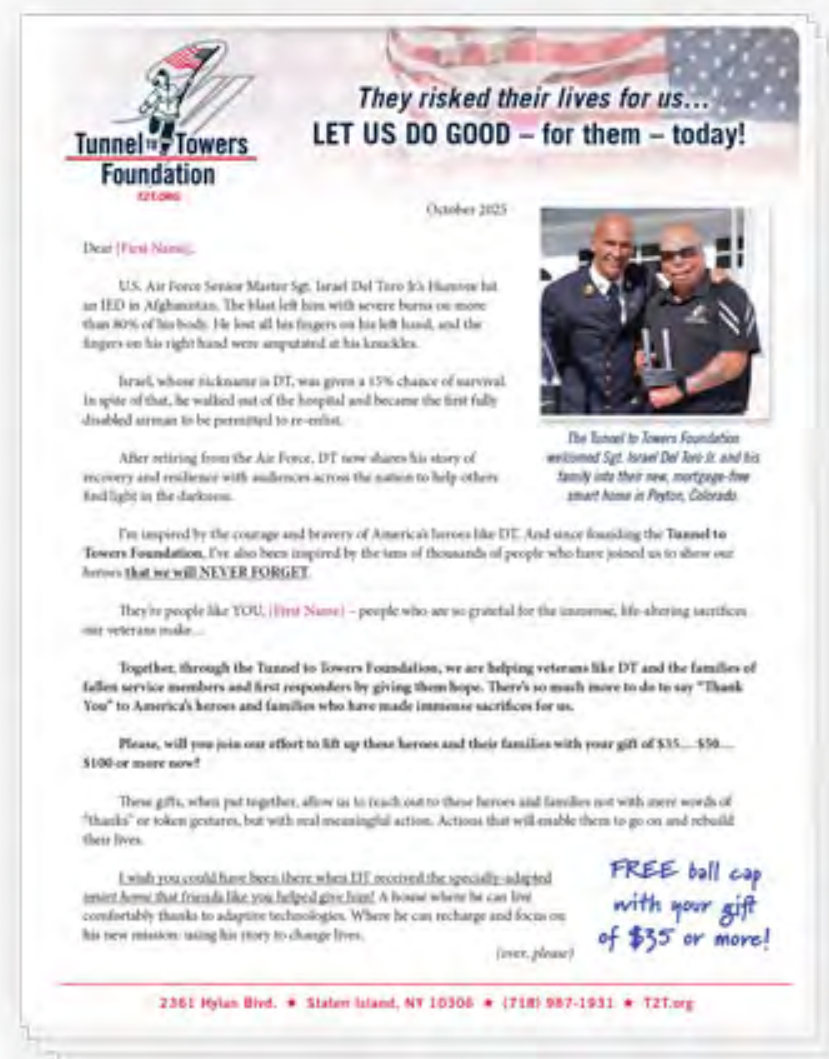 They risked their lives for us...
LET US DO GOOD – for them – today!
Tunnel to Towers
Foundation
T2T.ORG
October 2025
Dear [First Name],
U.S. Air Force Senior Master Sgt. Israel Del Toro Jr.'s Humvee hit
an IED in Afghanistan. The blast left him with severe burns on more
than 80% of his body. He lost all his fingers on his left hand, and the
fingers on his right hand were amputated at his knuckles.
Israel, whose nickname is DT, was given a 15% chance of survival.
In spite of that, he walked out of the hospital and became the first fully
disabled airman to be permitted to re-enlist.
After retiring from the Air Force, DT now shares his story of
recovery and resilience with audiences across the nation to help others
find light in the darkness.
The Tunnel to Towers Foundation
welcomed Sgt. Israel Del Toro Jr. and his
family into their new, mortgage-free
smart home in Peyton, Colorado.
I'm inspired by the courage and bravery of America's heroes like DT. And since founding the Tunnel to
Towers Foundation, I've also been inspired by the tens of thousands of people who have joined us to show our
heroes that we will NEVER FORGET.
They're people like YOU, [First Name] – people who are so grateful for the immense, life-altering sacrifices
our veterans make…
Together, through the Tunnel to Towers Foundation, we are helping veterans like DT and the families of
fallen service members and first responders by giving them hope. There's so much more to do to say "Thank
You" to America's heroes and families who have made immense sacrifices for us.
Please, will you join our effort to lift up these heroes and their families with your gift of $35… $50…
$100 or more now?
These gifts, when put together, allow us to reach out to these heroes and families not with mere words of
"thanks" or token gestures, but with real meaningful action. Actions that will enable them to go on and rebuild
their lives.
I wish you could have been there when DT received the specially-adapted
smart home that friends like you helped give him! A house where he can live
comfortably thanks to adaptive technologies. Where he can recharge and focus on
his new mission: using his story to change lives.
(over, please)
FREE ball cap
with your gift
of $35 or more!
2361 Hylan Blvd. ★ Staten Island, NY 10306 ★ (718) 987-1931 ★ T2T.org